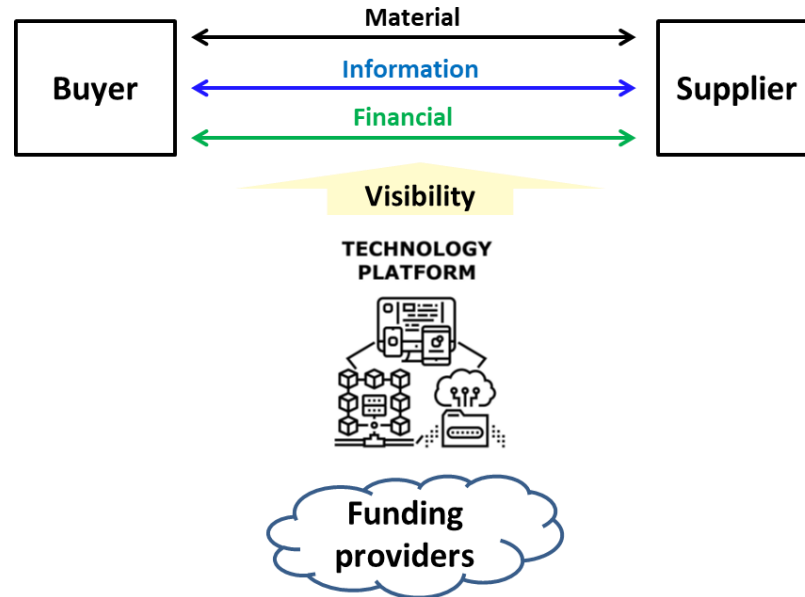 Material
Buyer
Information
Supplier
Financial
Visibility
TECHNOLOGY
PLATFORM
Funding
providers